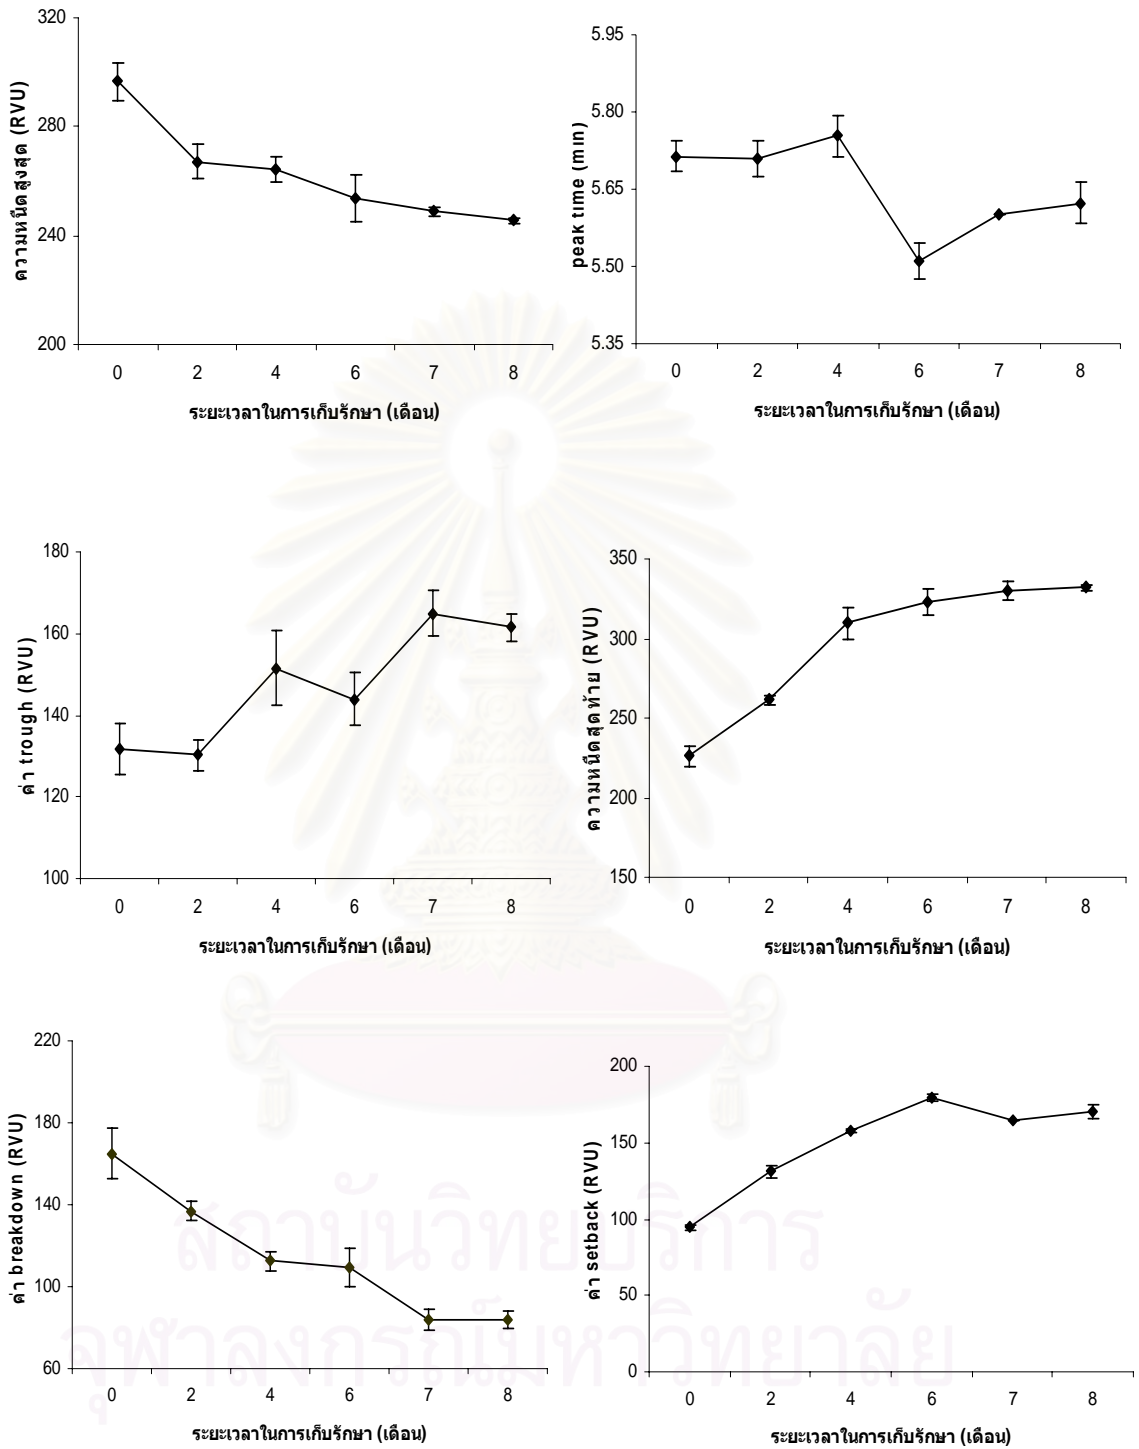 320
280
240
200
ความหนืดสูงสุด (RVU)
0 2 4 6 7 8
ระยะเวลาในการเก็บรักษา (เดือน)
5.95
5.80
5.65
5.50
5.35
peak time (min)
0 2 4 6 7 8
ระยะเวลาในการเก็บรักษา (เดือน)
180
160
140
120
100
ค่า trough (RVU)
0 2 4 6 7 8
ระยะเวลาในการเก็บรักษา (เดือน)
350
300
250
200
150
ความหนืดสุดท้าย (RVU)
0 2 4 6 7 8
ระยะเวลาในการเก็บรักษา (เดือน)
220
180
140
100
60
ค่า breakdown (RVU)
0 2 4 6 7 8
ระยะเวลาในการเก็บรักษา (เดือน)
200
150
100
50
0
ค่า setback (RVU)
0 2 4 6 7 8
ระยะเวลาในการเก็บรักษา (เดือน)
สถาบันวิทยบริการ
จุฬาลงกรณ์มหาวิทยาลัย